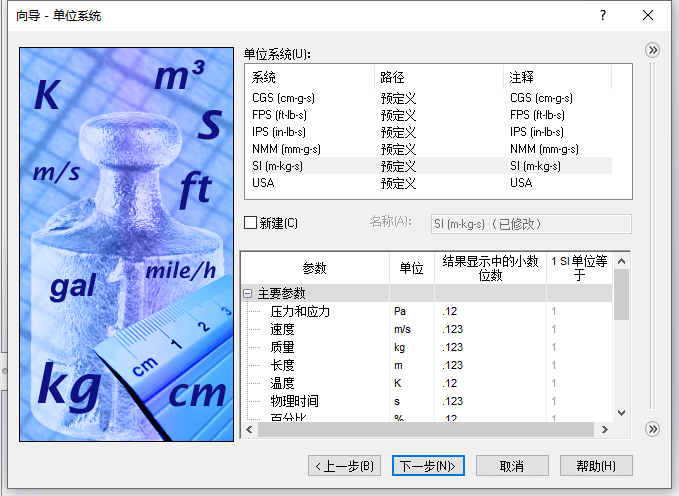 向导 - 单位系统
?
K
m³
s
m/s
ft
gal
mile/h
cm 1 2 3
kg
cm
单位系统(U):
系统 路径 注释
CGS (cm-g-s) 预定义 CGS (cm-g-s)
FPS (ft-lb-s) 预定义 FPS (ft-lb-s)
IPS (in-lb-s) 预定义 IPS (in-lb-s)
NMM (mm-g-s) 预定义 NMM (mm-g-s)
SI (m-kg-s) 预定义 SI (m-kg-s)
USA 预定义 USA
新建(C) 名称(A): SI (m-kg-s)（已修改）
参数 单位 结果显示中的小数位数 1 SI单位等于
主要参数
压力和应力 Pa .12 1
速度 m/s .123 1
质量 kg .123 1
长度 m .123 1
温度 K .12 1
物理时间 s .123 1
百分比 % .12 1
<上一步(B) 下一步(N)> 取消 帮助(H)